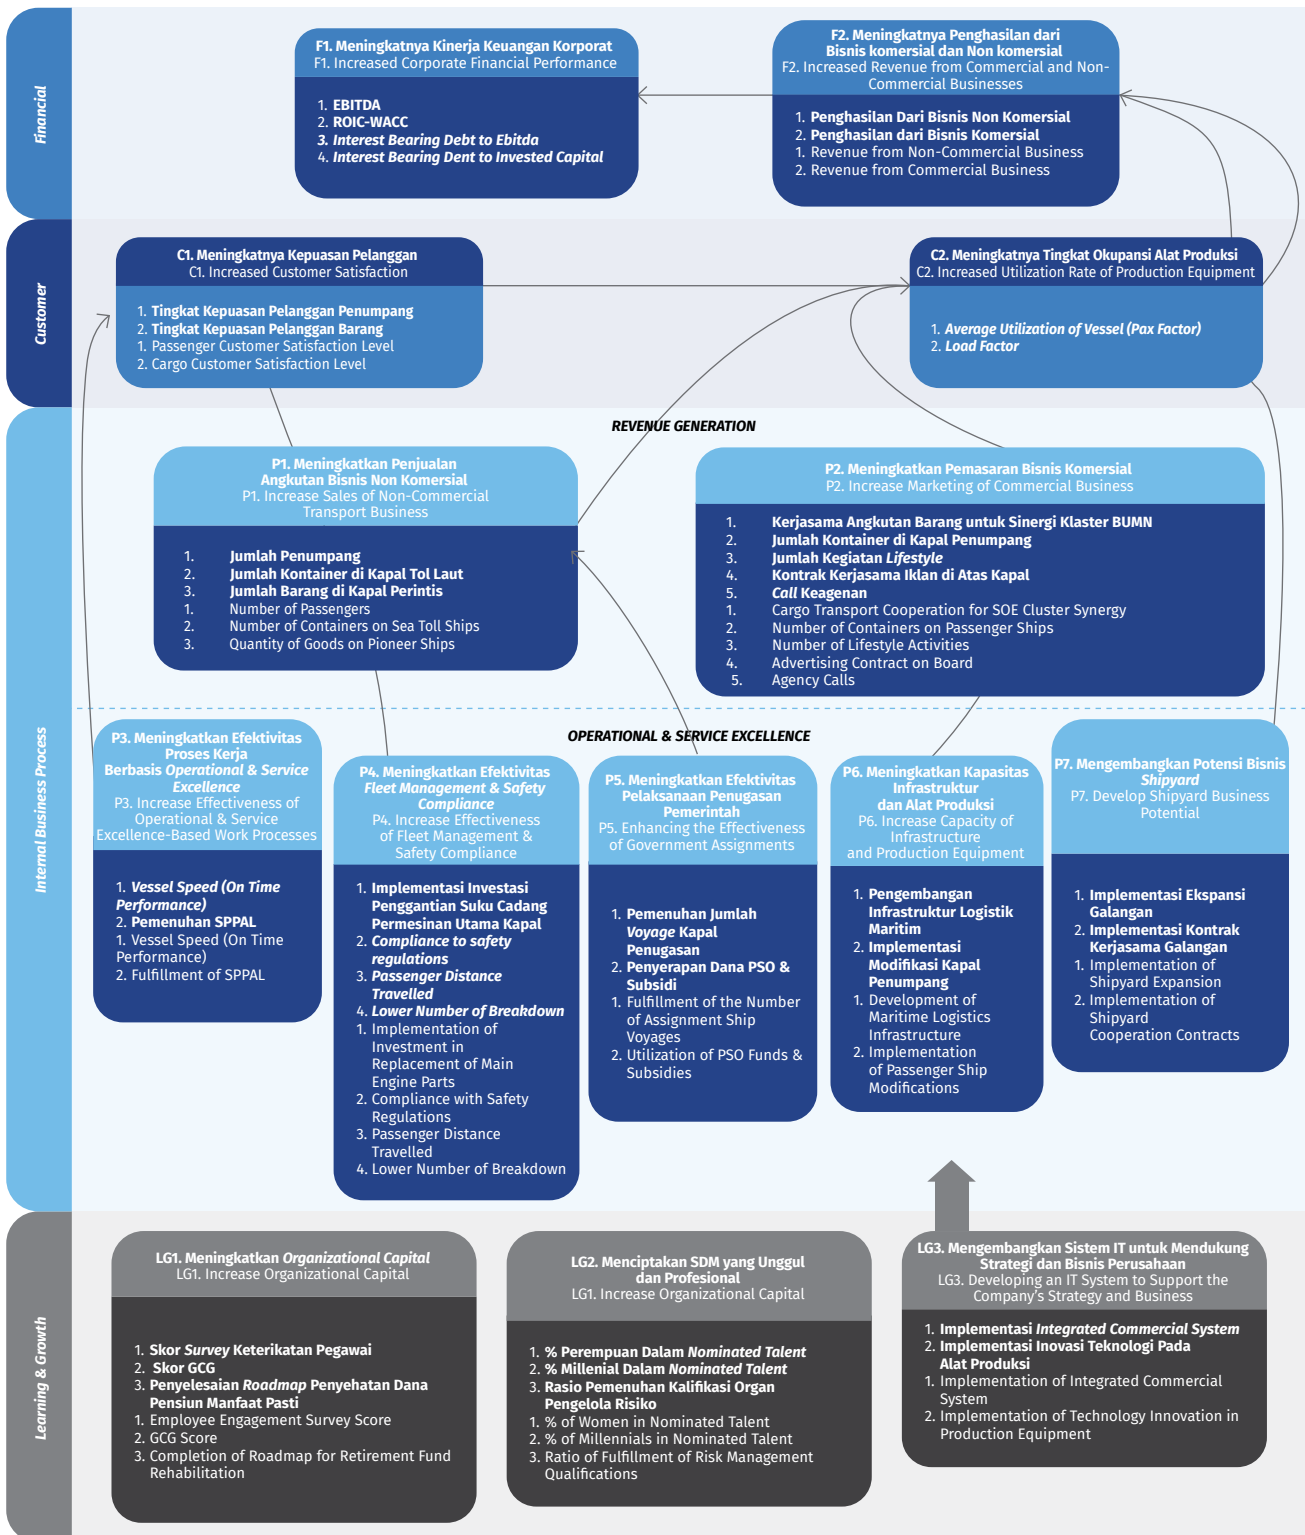 Financial
F1. Meningkatnya Kinerja Keuangan Korporat
F1. Increased Corporate Financial Performance
1. EBITDA
2. ROIC-WACC
3. Interest Bearing Debt to Ebitda
4. Interest Bearing Dent to Invested Capital
F2. Meningkatnya Penghasilan dari
Bisnis komersial dan Non komersial
F2. Increased Revenue from Commercial and Non-
Commercial Businesses
1. Penghasilan Dari Bisnis Non Komersial
2. Penghasilan dari Bisnis Komersial
1. Revenue from Non-Commercial Business
2. Revenue from Commercial Business
Customer
C1. Meningkatnya Kepuasan Pelanggan
C1. Increased Customer Satisfaction
1. Tingkat Kepuasan Pelanggan Penumpang
2. Tingkat Kepuasan Pelanggan Barang
1. Passenger Customer Satisfaction Level
2. Cargo Customer Satisfaction Level
C2. Meningkatnya Tingkat Okupansi Alat Produksi
C2. Increased Utilization Rate of Production Equipment
1. Average Utilization of Vessel (Pax Factor)
2. Load Factor
Internal Business Process
REVENUE GENERATION
P1. Meningkatkan Penjualan
Angkutan Bisnis Non Komersial
P1. Increase Sales of Non-Commercial
Transport Business
1. Jumlah Penumpang
2. Jumlah Kontainer di Kapal Tol Laut
3. Jumlah Barang di Kapal Perintis
1. Number of Passengers
2. Number of Containers on Sea Toll Ships
3. Quantity of Goods on Pioneer Ships
P2. Meningkatkan Pemasaran Bisnis Komersial
P2. Increase Marketing of Commercial Business
1. Kerjasama Angkutan Barang untuk Sinergi Klaster BUMN
2. Jumlah Kontainer di Kapal Penumpang
3. Jumlah Kegiatan Lifestyle
4. Kontrak Kerjasama Iklan di Atas Kapal
5. Call Keagenan
1. Cargo Transport Cooperation for SOE Cluster Synergy
2. Number of Containers on Passenger Ships
3. Number of Lifestyle Activities
4. Advertising Contract on Board
5. Agency Calls
OPERATIONAL & SERVICE EXCELLENCE
P3. Meningkatkan Efektivitas
Proses Kerja
Berbasis Operational & Service
Excellence
P3. Increase Effectiveness of
Operational & Service
Excellence-Based Work Processes
1. Vessel Speed (On Time
Performance)
2. Pemenuhan SPPAL
1. Vessel Speed (On Time
Performance)
2. Fulfillment of SPPAL
P4. Meningkatkan Efektivitas
Fleet Management & Safety
Compliance
P4. Increase Effectiveness
of Fleet Management &
Safety Compliance
1. Implementasi Investasi
Penggantian Suku Cadang
Permesinan Utama Kapal
2. Compliance to safety
regulations
3. Passenger Distance
Travelled
4. Lower Number of Breakdown
1. Implementation of
Investment in
Replacement of Main
Engine Parts
2. Compliance with Safety
Regulations
3. Passenger Distance
Travelled
4. Lower Number of Breakdown
P5. Meningkatkan Efektivitas
Pelaksanaan Penugasan
Pemerintah
P5. Enhancing the Effectiveness
of Government Assignments
1. Pemenuhan Jumlah
Voyage Kapal
Penugasan
2. Penyerapan Dana PSO &
Subsidi
1. Fulfillment of the Number
of Assignment Ship
Voyages
2. Utilization of PSO Funds &
Subsidies
P6. Meningkatkan Kapasitas
Infrastruktur
dan Alat Produksi
P6. Increase Capacity of
Infrastructure
and Production Equipment
1. Pengembangan
Infrastruktur Logistik
Maritim
2. Implementasi
Modifikasi Kapal
Penumpang
1. Development of
Maritime Logistics
Infrastructure
2. Implementation
of Passenger Ship
Modifications
P7. Mengembangkan Potensi Bisnis
Shipyard
P7. Develop Shipyard Business
Potential
1. Implementasi Ekspansi
Galangan
2. Implementasi Kontrak
Kerjasama Galangan
1. Implementation of
Shipyard Expansion
2. Implementation of
Shipyard
Cooperation Contracts
Learning & Growth
LG1. Meningkatkan Organizational Capital
LG1. Increase Organizational Capital
1. Skor Survey Keterikatan Pegawai
2. Skor GCG
3. Penyelesaian Roadmap Penyehatan Dana
Pensiun Manfaat Pasti
1. Employee Engagement Survey Score
2. GCG Score
3. Completion of Roadmap for Retirement Fund
Rehabilitation
LG2. Menciptakan SDM yang Unggul
dan Profesional
LG1. Increase Organizational Capital
1. % Perempuan Dalam Nominated Talent
2. % Millenial Dalam Nominated Talent
3. Rasio Pemenuhan Kalifikasi Organ
Pengelola Risiko
1. % of Women in Nominated Talent
2. % of Millennials in Nominated Talent
3. Ratio of Fulfillment of Risk Management
Qualifications
LG3. Mengembangkan Sistem IT untuk Mendukung
Strategi dan Bisnis Perusahaan
LG3. Developing an IT System to Support the
Company's Strategy and Business
1. Implementasi Integrated Commercial System
2. Implementasi Inovasi Teknologi Pada
Alat Produksi
1. Implementation of Integrated Commercial
System
2. Implementation of Technology Innovation in
Production Equipment